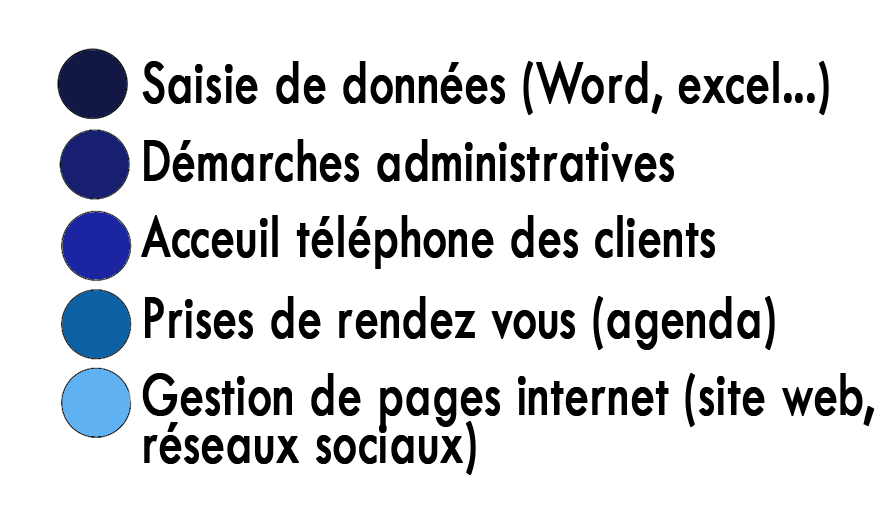 Saisie de données (Word, excel...)
Démarches administratives
Acceuil téléphone des clients
Prises de rendez vous (agenda)
Gestion de pages internet (site web,
réseaux sociaux)